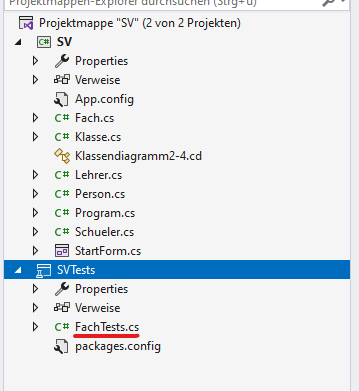 Projektmappen-Explorer durchsuchen (Strg+ü)
Projektmappe "SV" (2 von 2 Projekten)
C# SV
Properties
Verweise
App.config
C# Fach.cs
C# Klasse.cs
Klassendiagramm2-4.cd
C# Lehrer.cs
C# Person.cs
C# Program.cs
C# Schueler.cs
StartForm.cs
SVTests
Properties
Verweise
C# FachTests.cs
packages.config